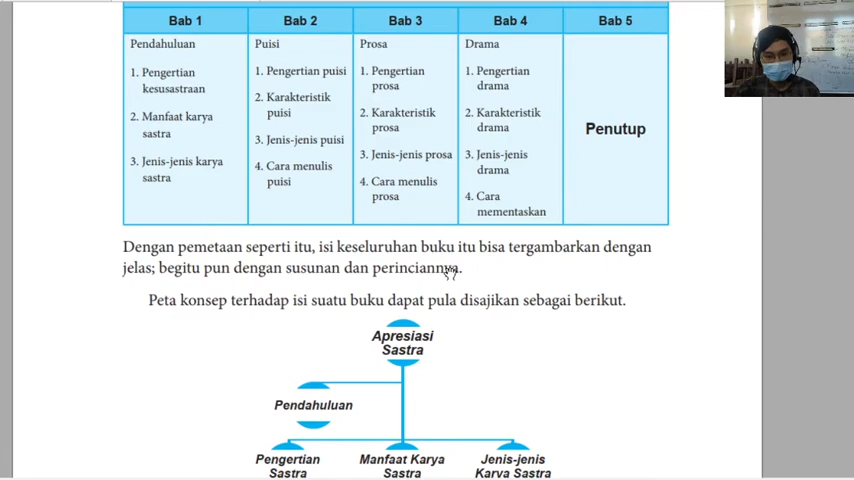 Bab 1
Bab 2
Bab 3
Bab 4
Bab 5
Pendahuluan
1. Pengertian
kesusastraan
2. Manfaat karya
sastra
3. Jenis-jenis karya
sastra
Puisi
1. Pengertian puisi
2. Karakteristik
puisi
3. Jenis-jenis puisi
4. Cara menulis
puisi
Prosa
1. Pengertian
prosa
2. Karakteristik
prosa
3. Jenis-jenis prosa
4. Cara menulis
prosa
Drama
1. Pengertian
drama
2. Karakteristik
drama
3. Jenis-jenis
drama
4. Cara
mementaskan
Penutup
Dengan pemetaan seperti itu, isi keseluruhan buku itu bisa tergambarkan dengan
jelas; begitu pun dengan susunan dan perinciannya.
Peta konsep terhadap isi suatu buku dapat pula disajikan sebagai berikut.
Apresiasi
Sastra
Pendahuluan
Pengertian
Sastra
Manfaat Karya
Sastra
Jenis-jenis
Karya Sastra